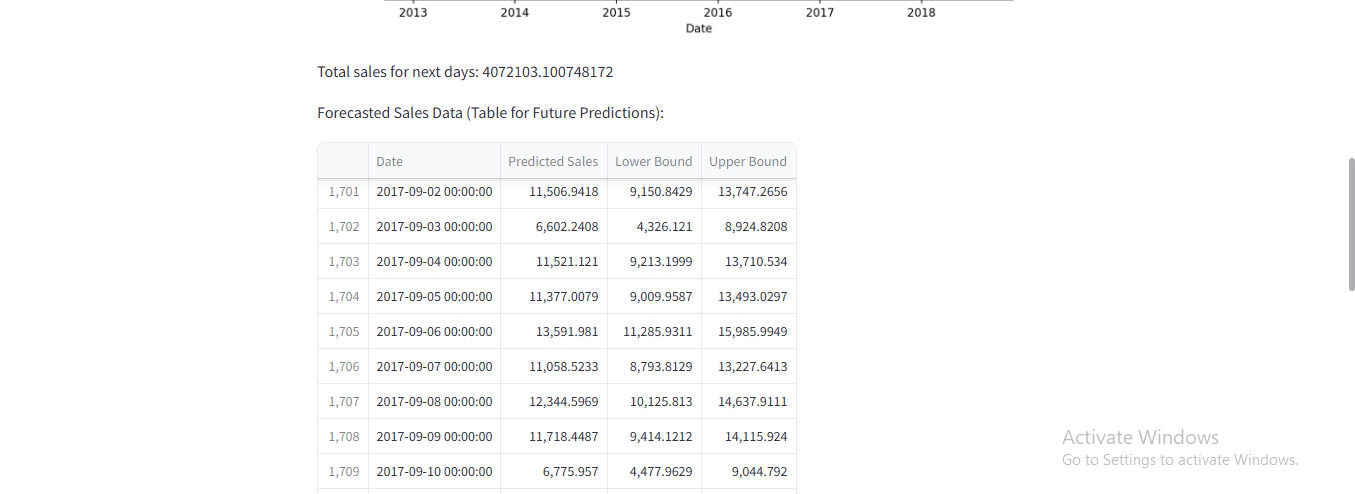 2013 2014 2015 2016 2017 2018
Date
Total sales for next days: 4072103.100748172
Forecasted Sales Data (Table for Future Predictions):
Date Predicted Sales Lower Bound Upper Bound
1,701 2017-09-02 00:00:00 11,506.9418 9,150.8429 13,747.2656
1,702 2017-09-03 00:00:00 6,602.2408 4,326.121 8,924.8208
1,703 2017-09-04 00:00:00 11,521.121 9,213.1999 13,710.534
1,704 2017-09-05 00:00:00 11,377.0079 9,009.9587 13,493.0297
1,705 2017-09-06 00:00:00 13,591.981 11,285.9311 15,985.9949
1,706 2017-09-07 00:00:00 11,058.5233 8,793.8129 13,227.6413
1,707 2017-09-08 00:00:00 12,344.5969 10,125.813 14,637.9111
1,708 2017-09-09 00:00:00 11,718.4487 9,414.1212 14,115.924
1,709 2017-09-10 00:00:00 6,775.957 4,477.9629 9,044.792
Activate Windows
Go to Settings to activate Windows.